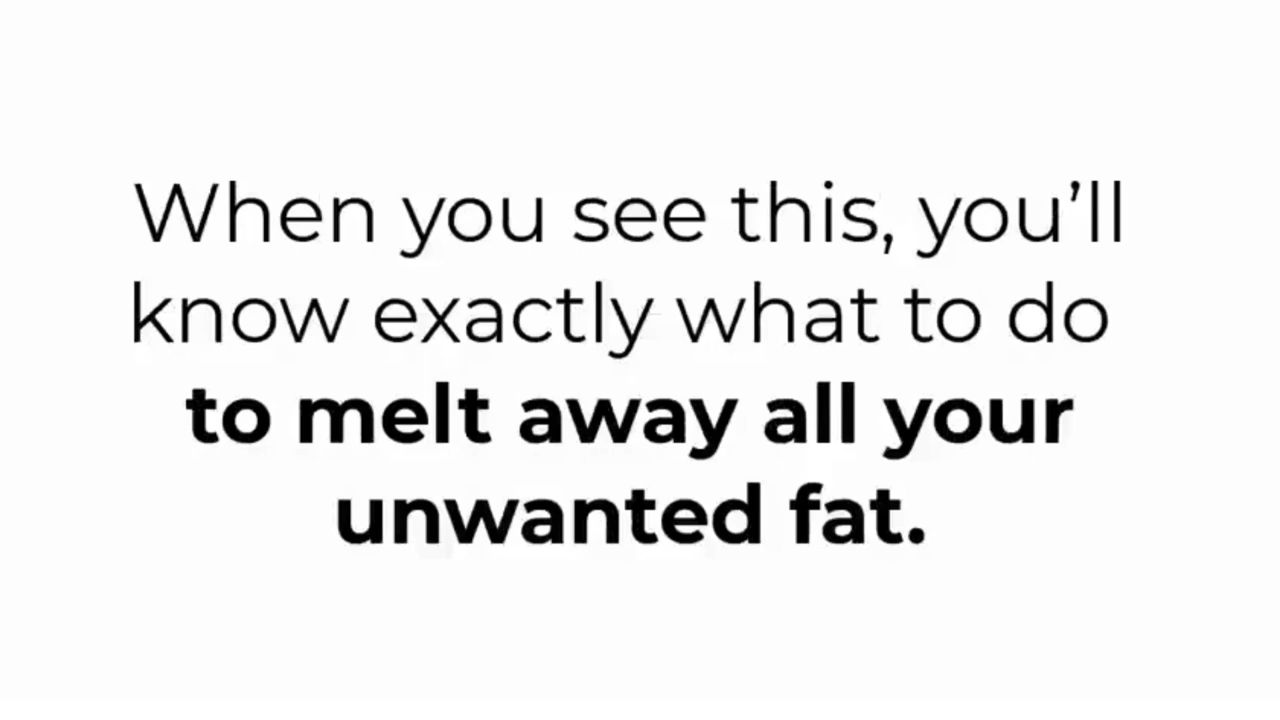 When you see this, you’ll
know exactly what to do
to melt away all your
unwanted fat.